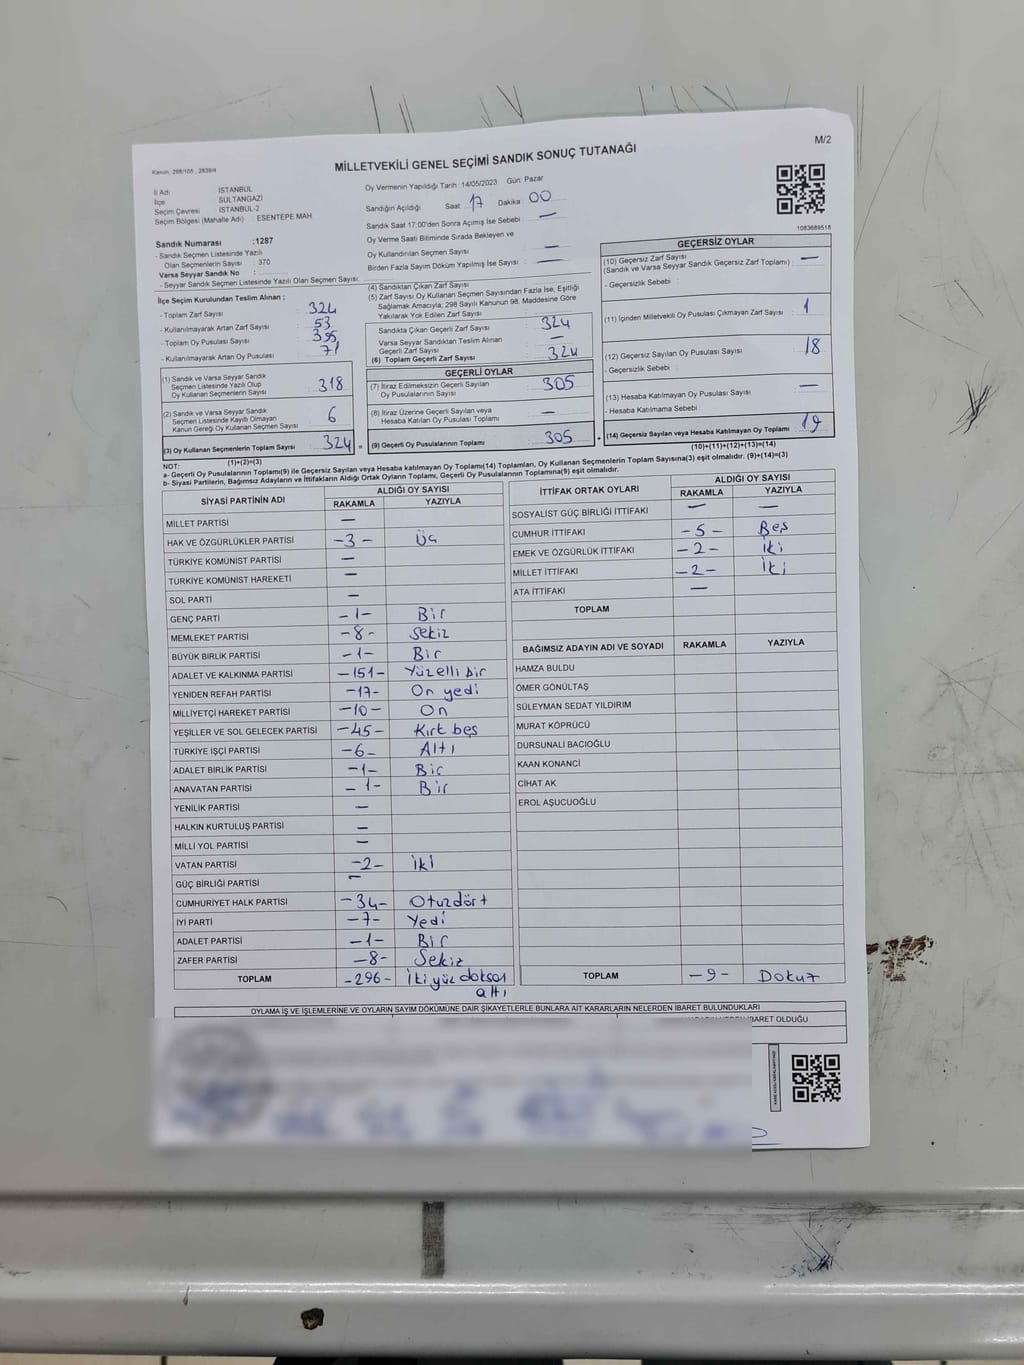 M/2
Kanun: 298/105 , 2839/4
MİLLETVEKİLİ GENEL SEÇİMİ SANDIK SONUÇ TUTANAĞI
İl Adı İSTANBUL
İlçe SULTANGAZİ
Seçim Çevresi İSTANBUL-2
Seçim Bölgesi (Mahalle Adı) ESENTEPE MAH
Sandık Numarası :1287
- Sandık Seçmen Listesinde Yazılı
Olan Seçmenlerin Sayısı : 370
Varsa Seyyar Sandık No :
- Seyyar Sandık Seçmen Listesinde Yazılı Olan Seçmen Sayısı:
Oy Vermenin Yapıldığı Tarih : 14/05/2023 Gün: Pazar
Sandığın Açıldığı Saat: 17 Dakika 00
Sandık Saat 17:00'den Sonra Açımış İse Sebebi : —
Oy Verme Saati Bitiminde Sırada Bekleyen ve
Oy Kullandırılan Seçmen Sayısı : —
Birden Fazla Sayım Döküm Yapılmış İse Sayısı : —
1083689518
İlçe Seçim Kurulundan Teslim Alınan ;
- Toplam Zarf Sayısı : 324
- Kullanılmayarak Artan Zarf Sayısı : 53
- Toplam Oy Pusulası Sayısı : 395
- Kullanılmayarak Artan Oy Pusulası : 71
(1) Sandık ve Varsa Seyyar Sandık
Seçmen Listesinde Yazılı Olup
Oy Kullanan Seçmenlerin Sayısı 318
(2) Sandık ve Varsa Seyyar Sandık
Seçmen Listesinde Kayıtlı Olmayan
Kanun Gereği Oy Kullanan Seçmen Sayısı 6
(3) Oy Kullanan Seçmenlerin Toplam Sayısı 324 =
(1)+(2)=(3)
(4) Sandıktan Çıkan Zarf Sayısı
(5) Zarf Sayısı Oy Kullanan Seçmen Sayısından Fazla İse, Eşitliği
Sağlamak Amacıyla; 298 Sayılı Kanunun 98. Maddesine Göre
Yakılarak Yok Edilen Zarf Sayısı :
Sandıkta Çıkan Geçerli Zarf Sayısı : 324
Varsa Seyyar Sandıktan Teslim Alınan
Geçerli Zarf Sayısı : —
(6) Toplam Geçerli Zarf Sayısı : 324
GEÇERLİ OYLAR
(7) İtiraz Edilmeksizin Geçerli Sayılan
Oy Pusulalarının Toplamı : 305
(8) İtiraz Üzerine Geçerli Sayılan veya
Hesaba Katılan Oy Pusulası Toplamı : —
(9) Geçerli Oy Pusulalarının Toplamı : 305 +
GEÇERSİZ OYLAR
(10) Geçersiz Zarf Sayısı —
(Sandık ve Varsa Seyyar Sandık Geçersiz Zarf Toplamı) :
- Geçersizlik Sebebi :
(11) İçinden Milletvekili Oy Pusulası Çıkmayan Zarf Sayısı : 1
(12) Geçersiz Sayılan Oy Pusulası Sayısı : 18
- Geçersizlik Sebebi :
(13) Hesaba Katılmayan Oy Pusulası Sayısı : —
- Hesaba Katılmama Sebebi :
(14) Geçersiz Sayılan veya Hesaba Katılmayan Oy Toplamı : 19
(10)+(11)+(12)+(13)=(14)
NOT:
a- Geçerli Oy Pusulalarının Toplamı(9) ile Geçersiz Sayılan veya Hesaba katılmayan Oy Toplamı(14) Toplamları, Oy Kullanan Seçmenlerin Toplam Sayısına(3) eşit olmalıdır. (9)+(14)=(3)
b- Siyasi Partilerin, Bağımsız Adayların ve İttifakların Aldığı Ortak Oyların Toplamı, Geçerli Oy Pusulalarının Toplamına(9) eşit olmalıdır.
SİYASİ PARTİNİN ADI ALDIĞI OY SAYISI
RAKAMLA YAZIYLA
MİLLET PARTİSİ —
HAK VE ÖZGÜRLÜKLER PARTİSİ -3- Üç
TÜRKİYE KOMÜNİST PARTİSİ —
TÜRKİYE KOMÜNİST HAREKETİ —
SOL PARTİ —
GENÇ PARTİ -1- Bir
MEMLEKET PARTİSİ -8- Sekiz
BÜYÜK BİRLİK PARTİSİ -1- Bir
ADALET VE KALKINMA PARTİSİ -151- Yüzelli bir
YENİDEN REFAH PARTİSİ -17- On yedi
MİLLİYETÇİ HAREKET PARTİSİ -10- On
YEŞİLLER VE SOL GELECEK PARTİSİ -45- Kırk beş
TÜRKİYE İŞÇİ PARTİSİ -6- Altı
ADALET BİRLİK PARTİSİ -1- Bir
ANAVATAN PARTİSİ -1- Bir
YENİLİK PARTİSİ —
HALKIN KURTULUŞ PARTİSİ —
MİLLİ YOL PARTİSİ —
VATAN PARTİSİ -2- İki
GÜÇ BİRLİĞİ PARTİSİ —
CUMHURİYET HALK PARTİSİ -34- Otuzdört
İYİ PARTİ -7- Yedi
ADALET PARTİSİ -1- Bir
ZAFER PARTİSİ -8- Sekiz
TOPLAM -296- İki yüz doksan
altı
İTTİFAK ORTAK OYLARI ALDIĞI OY SAYISI
RAKAMLA YAZIYLA
SOSYALİST GÜÇ BİRLİĞİ İTTİFAKI — —
CUMHUR İTTİFAKI -5- Beş
EMEK VE ÖZGÜRLÜK İTTİFAKI -2- İki
MİLLET İTTİFAKI -2- İki
ATA İTTİFAKI —
TOPLAM
BAĞIMSIZ ADAYIN ADI VE SOYADI RAKAMLA YAZIYLA
HAMZA BULDU
ÖMER GÖNÜLTAŞ
SÜLEYMAN SEDAT YILDIRIM
MURAT KÖPRÜCÜ
DURSUNALİ BACIOĞLU
KAAN KONANCI
CİHAT AK
EROL AŞUCUOĞLU
TOPLAM -9- Dokuz
OYLAMA İŞ VE İŞLEMLERİNE VE OYLARIN SAYIM DÖKÜMÜNE DAİR ŞİKAYETLERLE BUNLARA AİT KARARLARIN NELERDEN İBARET BULUNDUKLARI
İBARET OLDUĞU